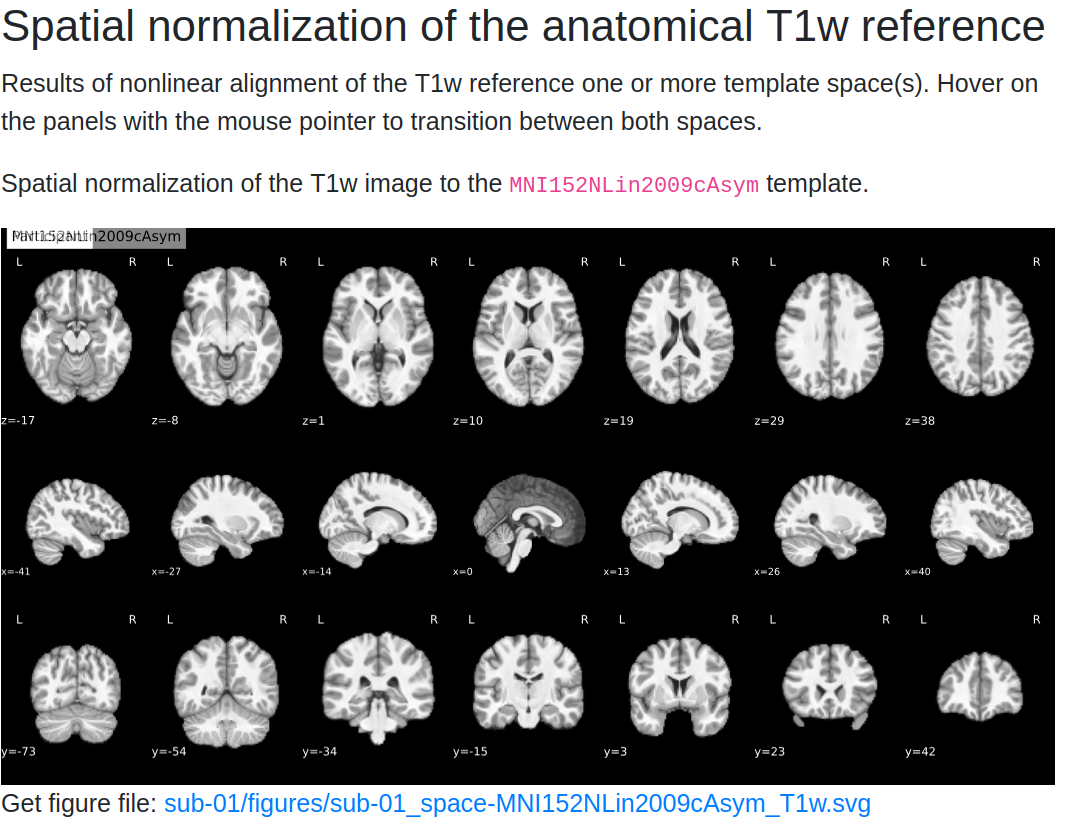 Spatial normalization of the anatomical T1w reference
Results of nonlinear alignment of the T1w reference one or more template space(s). Hover on
the panels with the mouse pointer to transition between both spaces.
Spatial normalization of the T1w image to the MNI152NLin2009cAsym template.
L R L R L R L R L R L R L R
z=-17 z=-8 z=1 z=10 z=19 z=29 z=38
x=-41 x=-27 x=-14 x=0 x=13 x=26 x=40
L R L R L R L R L R L R L R
y=-73 y=-54 y=-34 y=-15 y=3 y=23 y=42
Get figure file: sub-01/figures/sub-01_space-MNI152NLin2009cAsym_T1w.svg